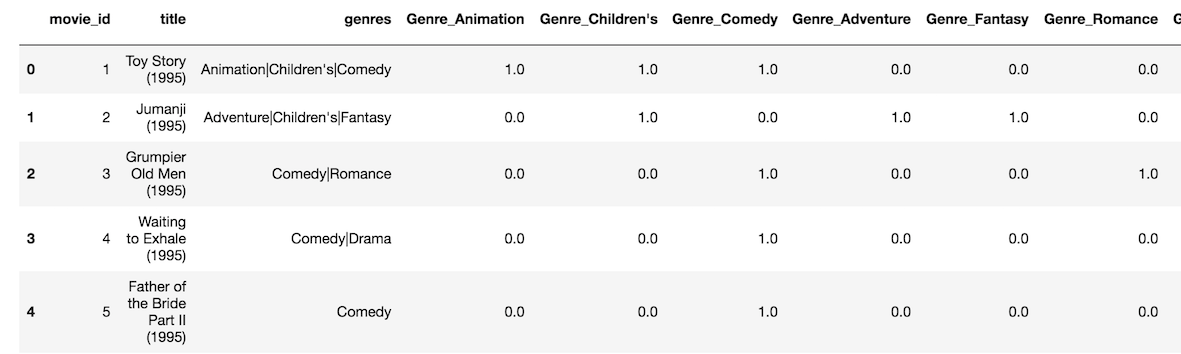 movie_id title genres Genre_Animation Genre_Children's Genre_Comedy Genre_Adventure Genre_Fantasy Genre_Romance G
0 1 Toy Story (1995) Animation|Children's|Comedy 1.0 1.0 1.0 0.0 0.0 0.0
1 2 Jumanji (1995) Adventure|Children's|Fantasy 0.0 1.0 0.0 1.0 1.0 0.0
2 3 Grumpier Old Men (1995) Comedy|Romance 0.0 0.0 1.0 0.0 0.0 1.0
3 4 Waiting to Exhale (1995) Comedy|Drama 0.0 0.0 1.0 0.0 0.0 0.0
4 5 Father of the Bride Part II (1995) Comedy 0.0 0.0 1.0 0.0 0.0 0.0